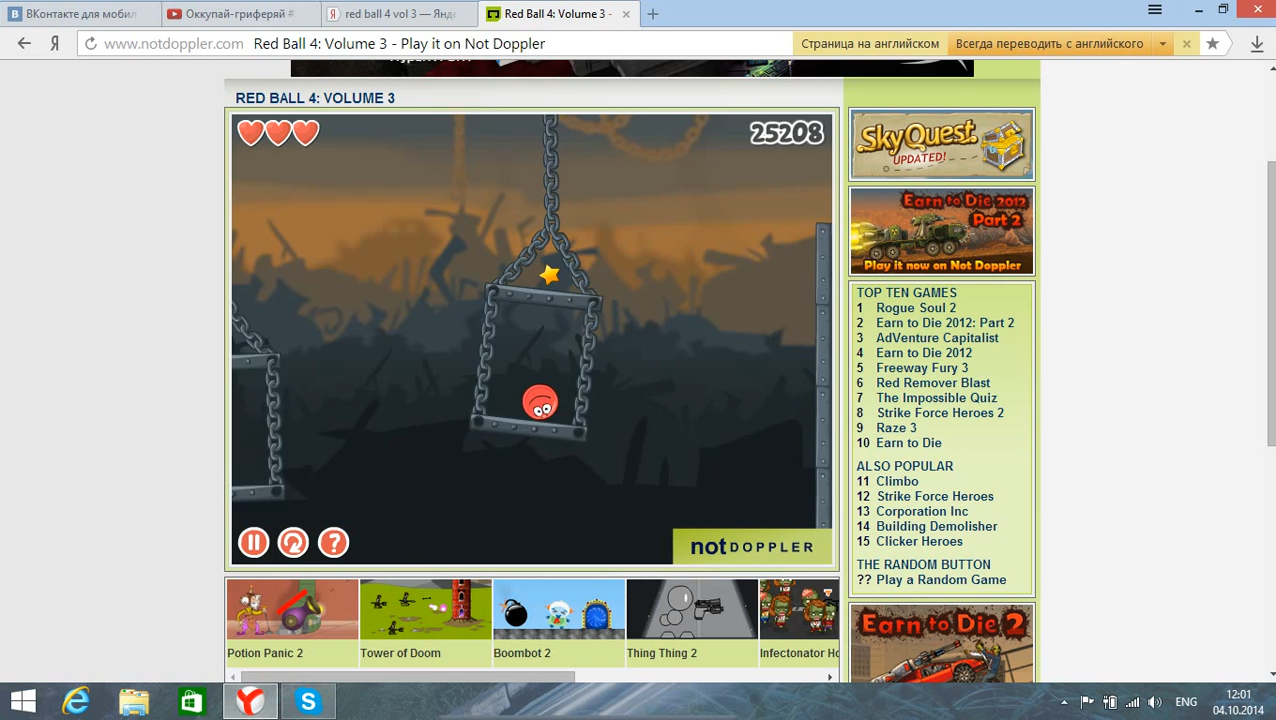 ВКонтакте для мобил
Оккупай-гриферяй #
red ball 4 vol 3 — Янд
Red Ball 4: Volume 3 -
www.notdoppler.com Red Ball 4: Volume 3 - Play it on Not Doppler
Страница на английском
Всегда переводить с английского
RED BALL 4: VOLUME 3
25208
notDOPPLER
SkyQuest
UPDATED!
Earn to Die 2012
Part 2
Play it now on Not Doppler
TOP TEN GAMES
1 Rogue Soul 2
2 Earn to Die 2012: Part 2
3 AdVenture Capitalist
4 Earn to Die 2012
5 Freeway Fury 3
6 Red Remover Blast
7 The Impossible Quiz
8 Strike Force Heroes 2
9 Raze 3
10 Earn to Die
ALSO POPULAR
11 Climbo
12 Strike Force Heroes
13 Corporation Inc
14 Building Demolisher
15 Clicker Heroes
THE RANDOM BUTTON
?? Play a Random Game
Earn to Die 2
Potion Panic 2
Tower of Doom
Boombot 2
Thing Thing 2
Infectonator Ho
ENG
12:01
04.10.2014